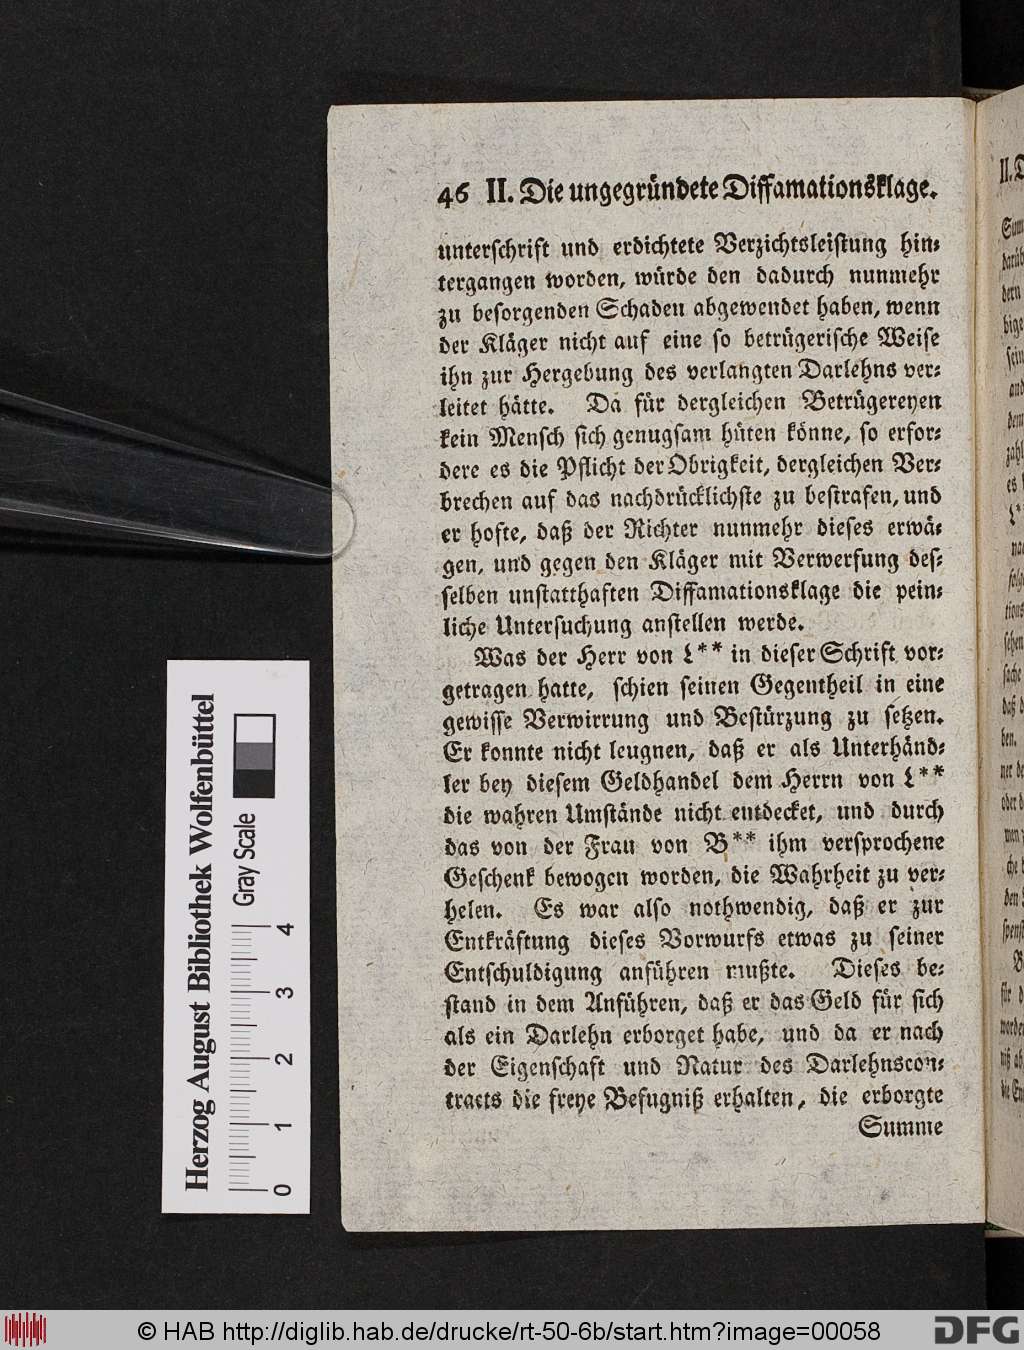 46 II. Die ungegründete Diffamationsklage.
unterschrift und erdichtete Verzichtsleistung hin-
tergangen worden, würde den dadurch nunmehr
zu besorgenden Schaden abgewendet haben, wenn
der Kläger nicht auf eine so betrügerische Weise
ihn zur Hergebung des verlangten Darlehns ver-
leitet hätte. Da für dergleichen Betrügereyen
kein Mensch sich genugsam hüten könne, so erfor-
dere es die Pflicht der Obrigkeit, dergleichen Ver-
brechen auf das nachdrücklichste zu bestrafen, und
er hofte, daß der Richter nunmehr dieses erwä-
gen, und gegen den Kläger mit Verwerfung des-
selben unstatthaften Diffamationsklage die pein-
liche Untersuchung anstellen werde.
Was der Herr von L** in dieser Schrift vor-
getragen hatte, schien seinen Gegentheil in eine
gewisse Verwirrung und Bestürzung zu setzen.
Er konnte nicht leugnen, daß er als Unterhänd-
ler bey diesem Geldhandel dem Herrn von L**
die wahren Umstände nicht entdecket, und durch
das von der Frau von B** ihm versprochene
Geschenk bewogen worden, die Wahrheit zu ver-
helen. Es war also nothwendig, daß er zur
Entkräftung dieses Vorwurfs etwas zu seiner
Entschuldigung anführen mußte. Dieses be-
stand in dem Anführen, daß er das Geld für sich
als ein Darlehn erborget habe, und da er nach
der Eigenschaft und Natur des Darlehnscon-
tracts die freye Befugniß erhalten, die erborgte
Summe
Herzog August Bibliothek Wolfenbüttel
Gray Scale
0 1 2 3 4
© HAB http://diglib.hab.de/drucke/rt-50-6b/start.htm?image=00058
DFG